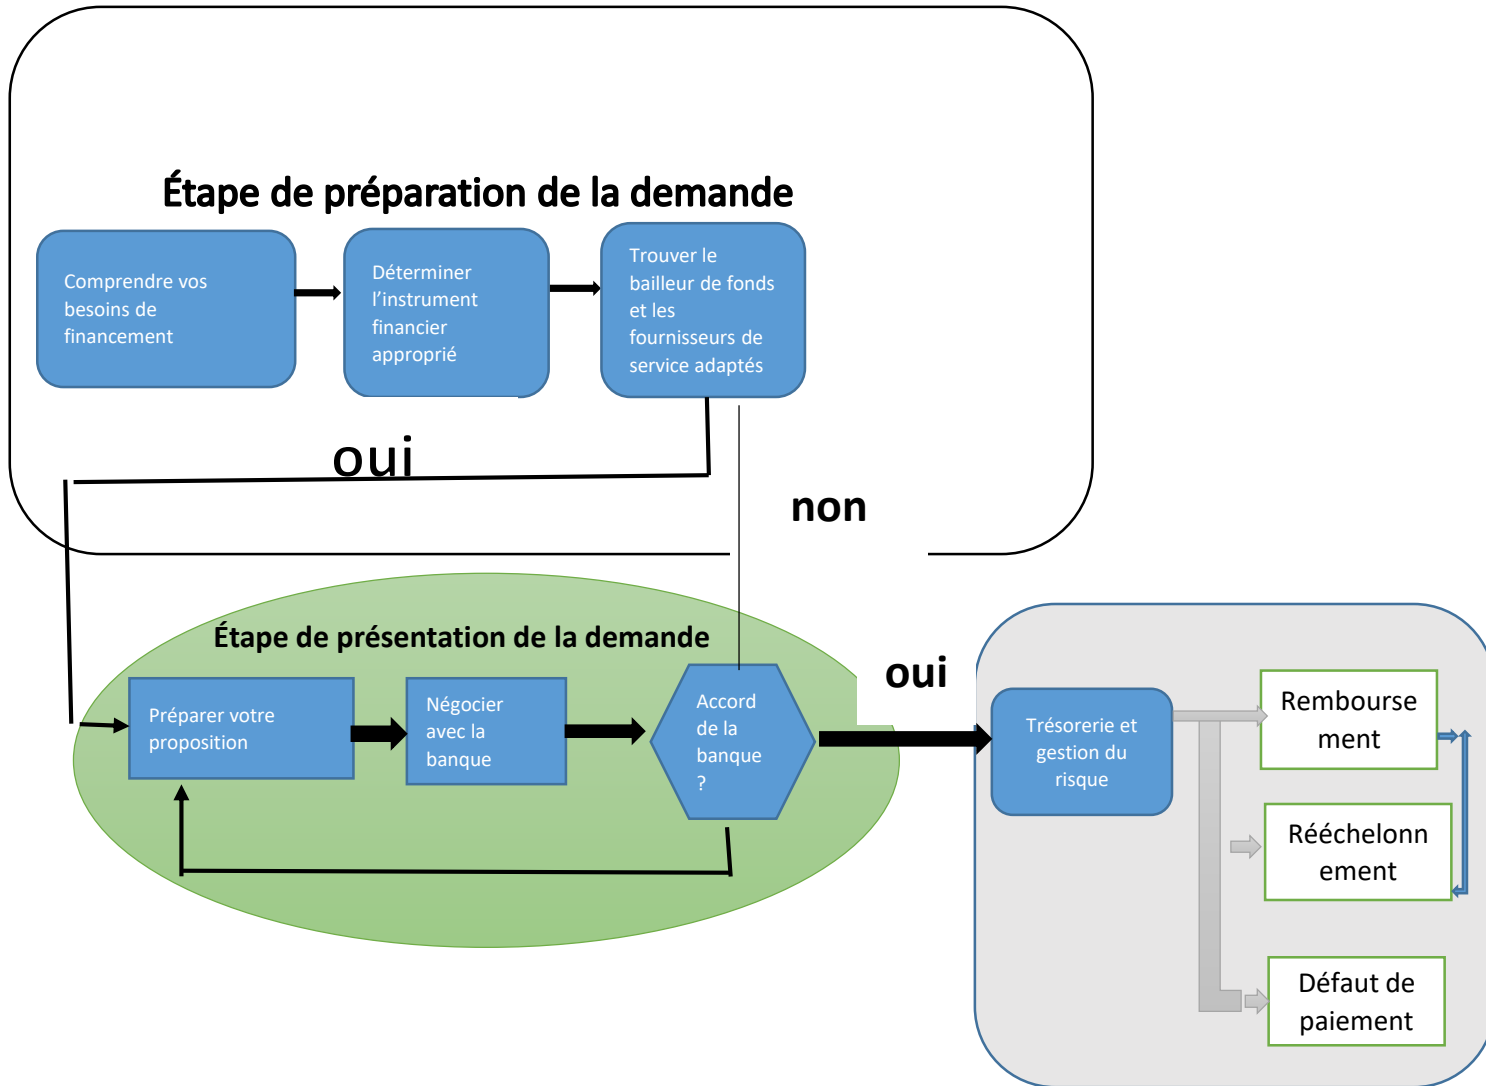 Étape de préparation de la demande
Comprendre vos
besoins de
financement
Déterminer
l’instrument
financier
approprié
Trouver le
bailleur de fonds
et les
fournisseurs de
service adaptés
oui
non
Étape de présentation de la demande
Préparer votre
proposition
Négocier
avec la
banque
Accord
de la
banque
?
oui
Trésorerie et
gestion du
risque
Rembourse
ment
Rééchelonn
ement
Défaut de
paiement